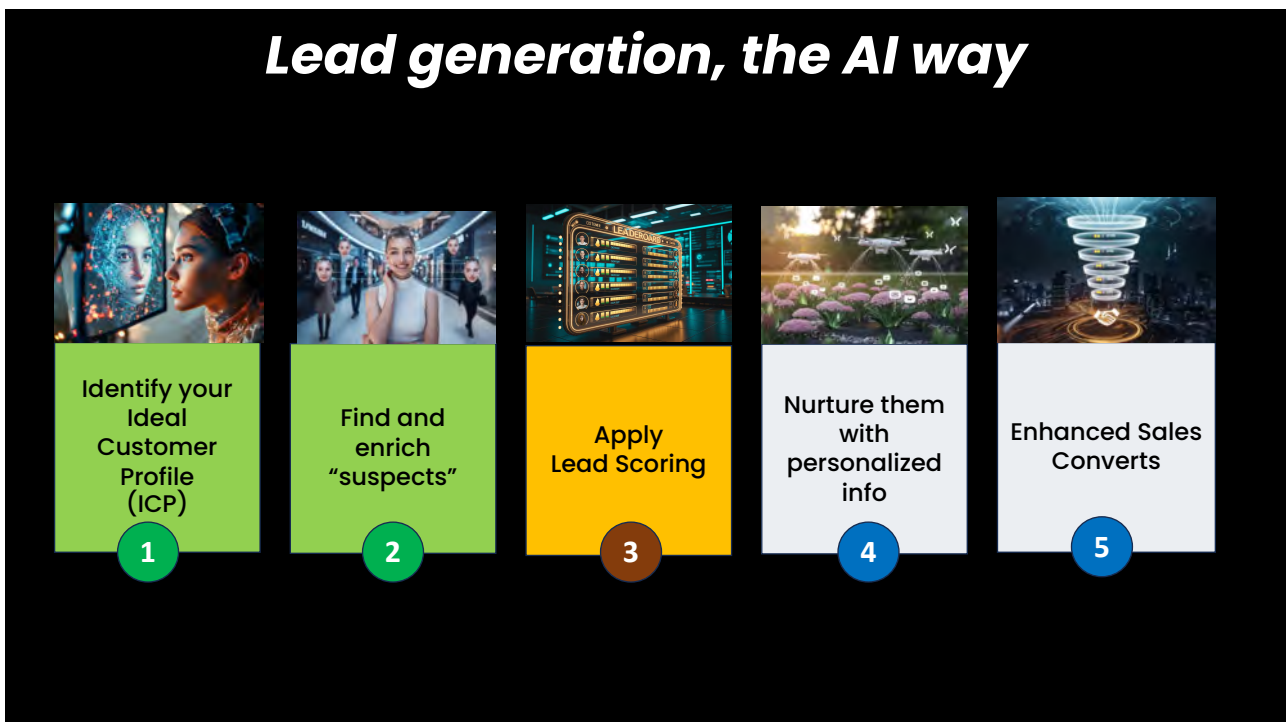 Lead generation, the AI way
LEADERBOARD
Identify your
Ideal
Customer
Profile
(ICP)
1
Find and
enrich
“suspects”
2
Apply
Lead Scoring
3
Nurture them
with
personalized
info
4
Enhanced Sales
Converts
5